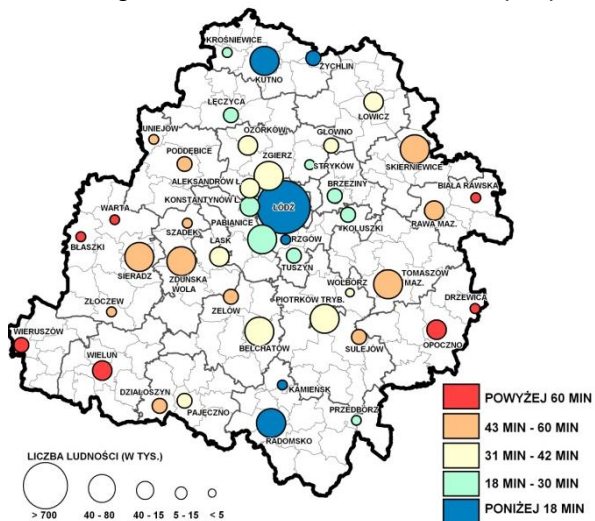 KROŚNIEWICE
KUTNO
ŻYCHLIN
ŁĘCZYCA
ŁOWICZ
UNIEJÓW
OZORKÓW
GŁOWNO
PODDĘBICE
ZGIERZ
STRYKÓW
SKIERNIEWICE
ALEKSANDRÓW Ł.
BIAŁA RAWSKA
KONSTANTYNÓW Ł.
ŁÓDŹ
BRZEZINY
WARTA
SZADEK
PABIANICE
KOLUSZKI
RAWA MAZ.
BŁASZKI
ŁASK
RZGÓW
SIERADZ
ZDUŃSKA
WOLA
TUSZYN
TOMASZÓW
MAZ.
WOLBÓRZ
ZŁOCZEW
ZELÓW
PIOTRKÓW TRYB.
DRZEWICA
WIERUSZÓW
BEŁCHATÓW
SULEJÓW
OPOCZNO
WIELUŃ
DZIAŁOSZYN
PAJĘCZNO
KAMIEŃSK
PRZEDBÓRZ
RADOMSKO
POWYŻEJ 60 MIN
43 MIN - 60 MIN
31 MIN - 42 MIN
18 MIN - 30 MIN
PONIŻEJ 18 MIN
LICZBA LUDNOŚCI (W TYS.)
> 700 40 - 80 40 - 15 5 - 15 < 5